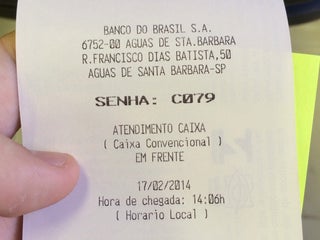 BANCO DO BRASIL S.A.
6752-00 AGUAS DE STA.BARBARA
R.FRANCISCO DIAS BATISTA,50
AGUAS DE SANTA BARBARA-SP
SENHA: C079
ATENDIMENTO CAIXA
( Caixa Convencional )
EM FRENTE
17/02/2014
Hora de chegada: 14:06h
( Horario Local )